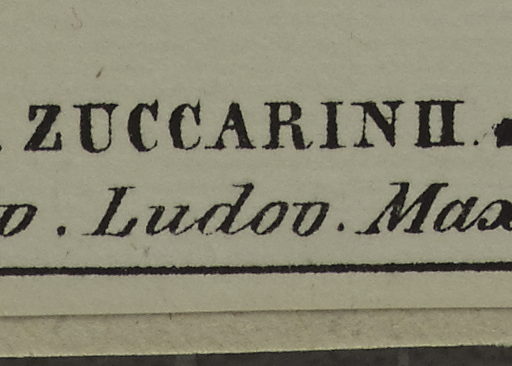 ZUCCARINII.
. Ludov. Max